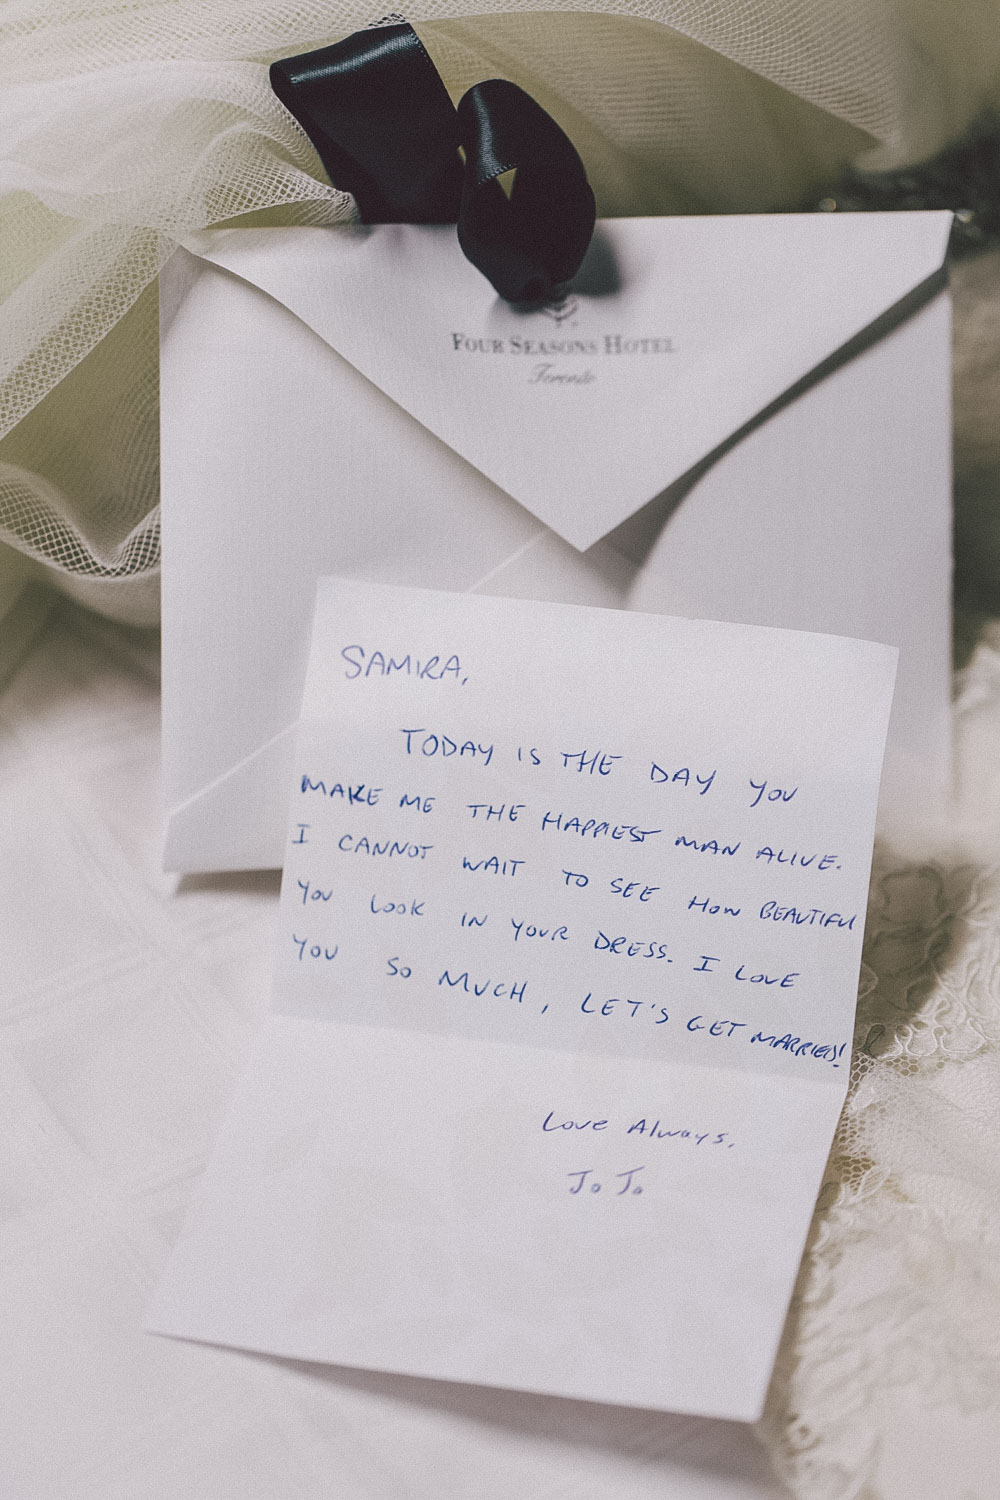 FOUR SEASONS HOTEL
Toronto
SAMIRA,
TODAY IS THE DAY YOU
MAKE ME THE HAPPIEST MAN ALIVE.
I CANNOT WAIT TO SEE HOW BEAUTIFUL
YOU LOOK IN YOUR DRESS. I LOVE
YOU SO MUCH, LET'S GET MARRIED!
Love Always,
JoJo